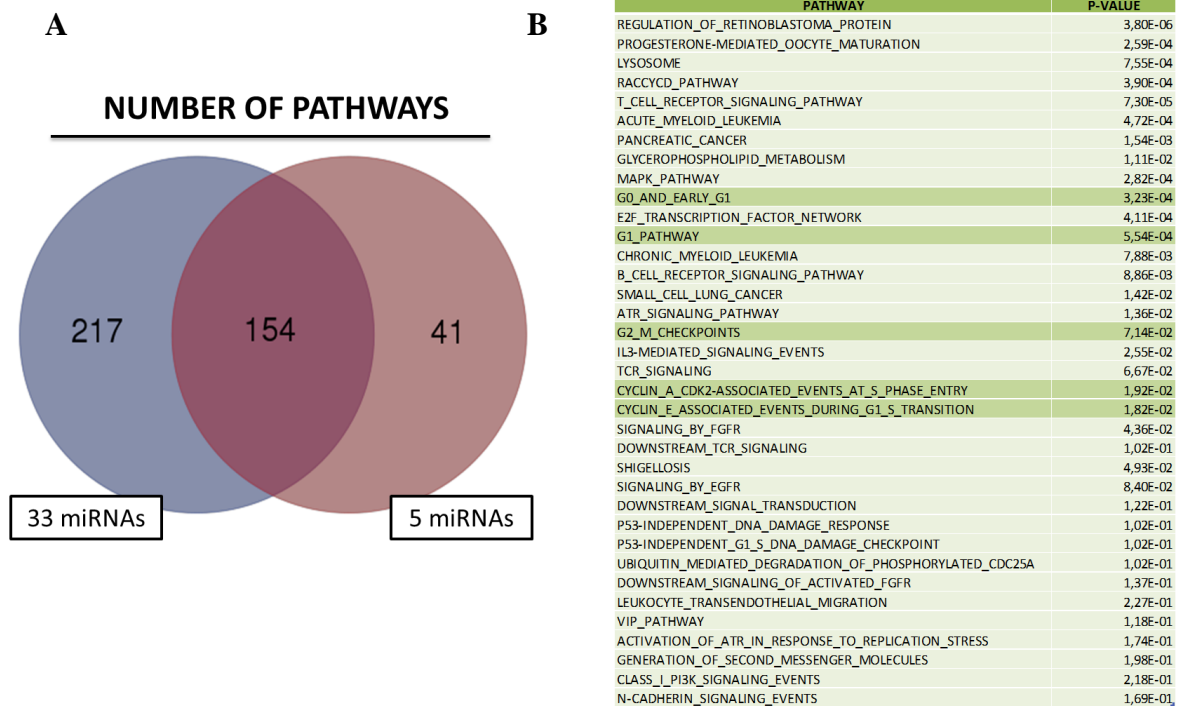 A
B
NUMBER OF PATHWAYS
217
154
41
33 miRNAs
5 miRNAs
PATHWAY P-VALUE
REGULATION_OF_RETINOBLASTOMA_PROTEIN 3,80E-06
PROGESTERONE-MEDIATED_OOCYTE_MATURATION 2,59E-04
LYSOSOME 7,55E-04
RACCYCD_PATHWAY 3,90E-04
T_CELL_RECEPTOR_SIGNALING_PATHWAY 7,30E-05
ACUTE_MYELOID_LEUKEMIA 4,72E-04
PANCREATIC_CANCER 1,54E-03
GLYCEROPHOSPHOLIPID_METABOLISM 1,11E-02
MAPK_PATHWAY 2,82E-04
G0_AND_EARLY_G1 3,23E-04
E2F_TRANSCRIPTION_FACTOR_NETWORK 4,11E-04
G1_PATHWAY 5,54E-04
CHRONIC_MYELOID_LEUKEMIA 7,88E-03
B_CELL_RECEPTOR_SIGNALING_PATHWAY 8,86E-03
SMALL_CELL_LUNG_CANCER 1,42E-02
ATR_SIGNALING_PATHWAY 1,36E-02
G2_M_CHECKPOINTS 7,14E-02
IL3-MEDIATED_SIGNALING_EVENTS 2,55E-02
TCR_SIGNALING 6,67E-02
CYCLIN_A_CDK2-ASSOCIATED_EVENTS_AT_S_PHASE_ENTRY 1,92E-02
CYCLIN_E_ASSOCIATED_EVENTS_DURING_G1_S_TRANSITION 1,82E-02
SIGNALING_BY_FGFR 4,36E-02
DOWNSTREAM_TCR_SIGNALING 1,02E-01
SHIGELLOSIS 4,93E-02
SIGNALING_BY_EGFR 8,40E-02
DOWNSTREAM_SIGNAL_TRANSDUCTION 1,22E-01
P53-INDEPENDENT_DNA_DAMAGE_RESPONSE 1,02E-01
P53-INDEPENDENT_G1_S_DNA_DAMAGE_CHECKPOINT 1,02E-01
UBIQUITIN_MEDIATED_DEGRADATION_OF_PHOSPHORYLATED_CDC25A 1,02E-01
DOWNSTREAM_SIGNALING_OF_ACTIVATED_FGFR 1,37E-01
LEUKOCYTE_TRANSENDOTHELIAL_MIGRATION 2,27E-01
VIP_PATHWAY 1,18E-01
ACTIVATION_OF_ATR_IN_RESPONSE_TO_REPLICATION_STRESS 1,74E-01
GENERATION_OF_SECOND_MESSENGER_MOLECULES 1,98E-01
CLASS_I_PI3K_SIGNALING_EVENTS 2,18E-01
N-CADHERIN_SIGNALING_EVENTS 1,69E-01